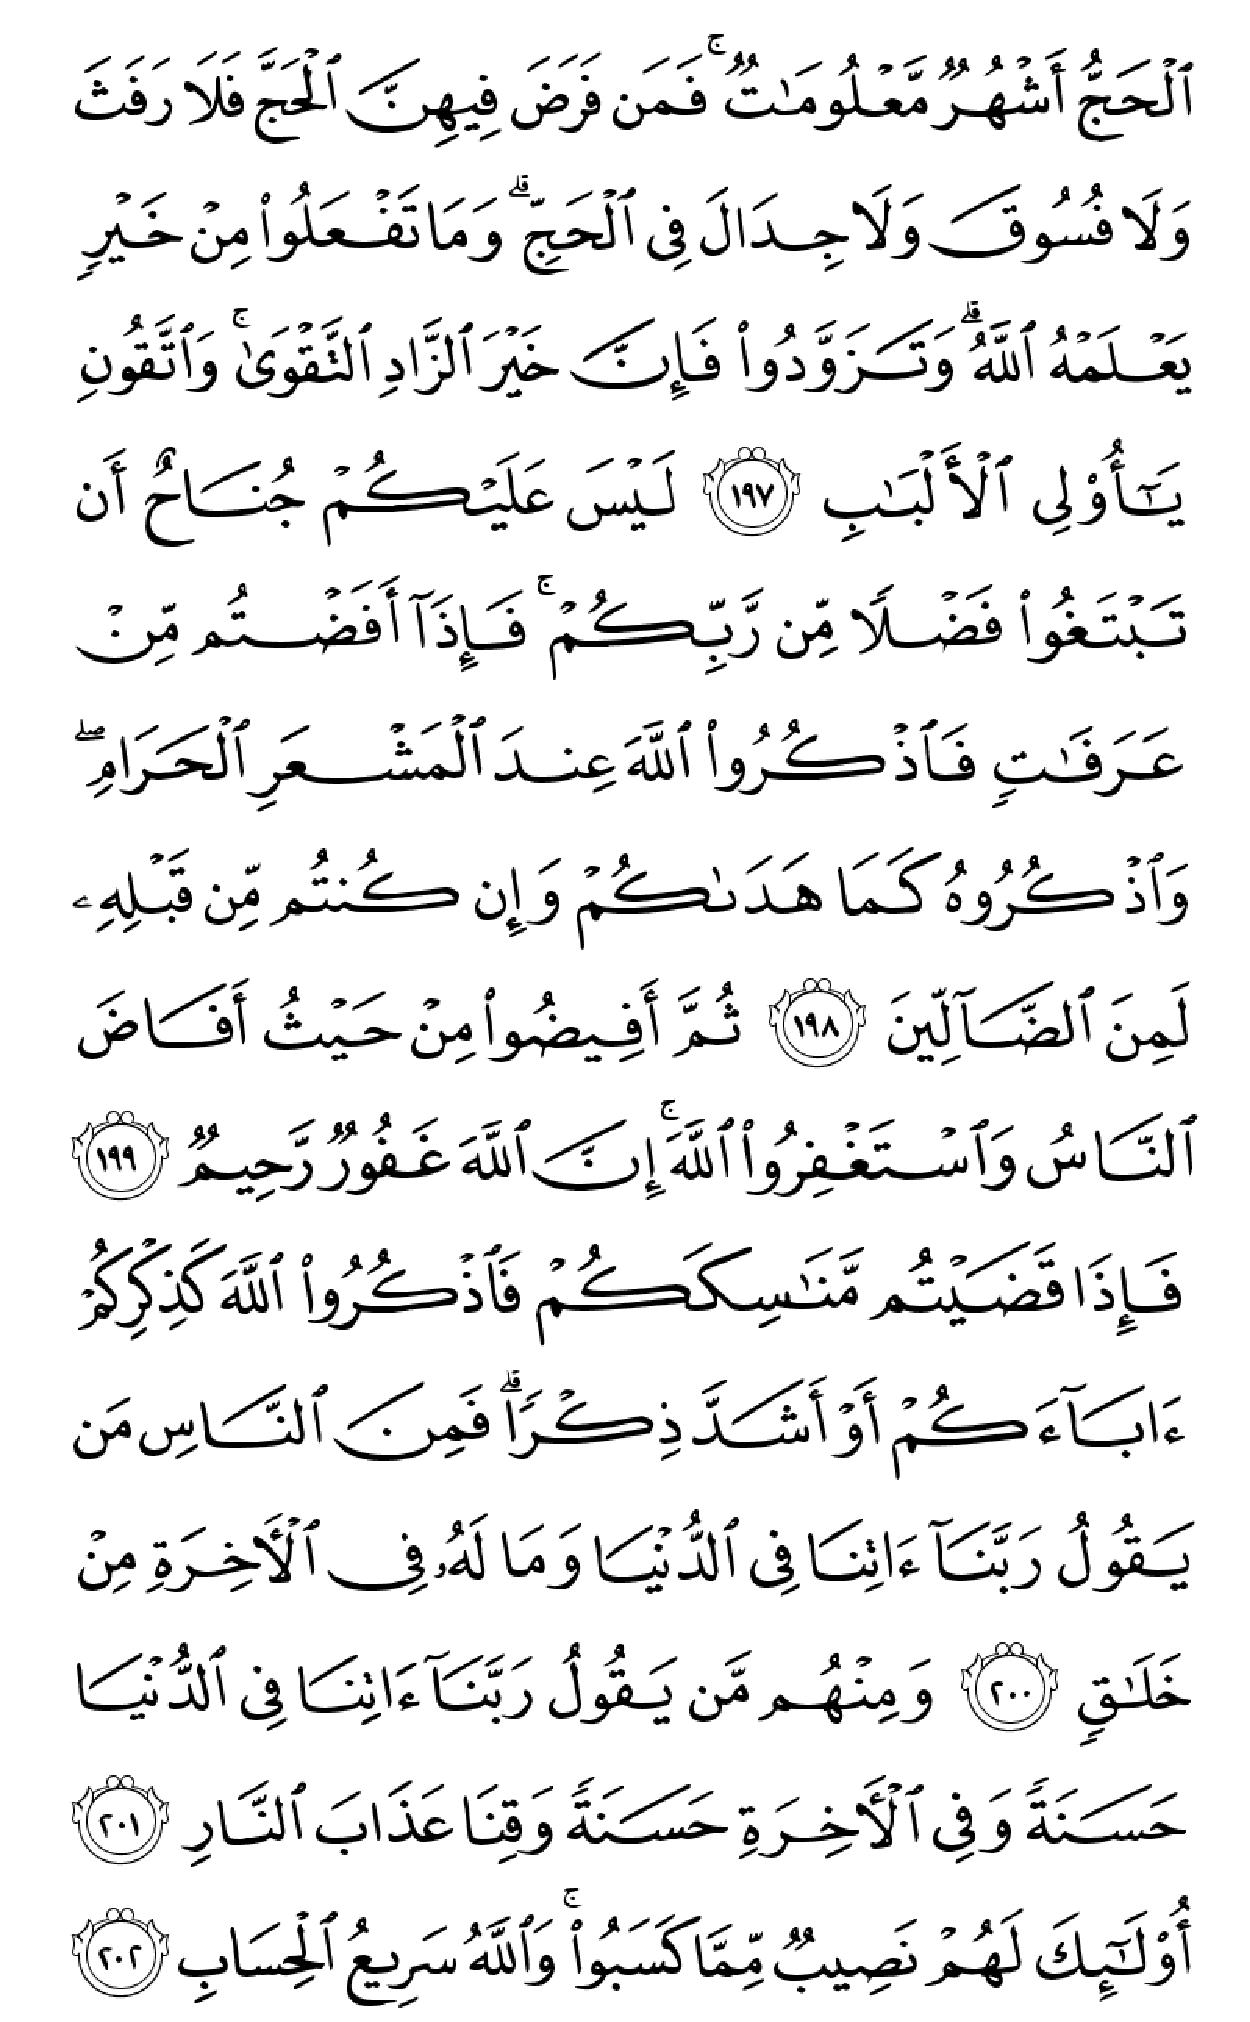 ٱلْحَجُّ أَشْهُرٌ مَّعْلُومَٰتٌ ۚ فَمَن فَرَضَ فِيهِنَّ ٱلْحَجَّ فَلَا رَفَثَ
وَلَا فُسُوقَ وَلَا جِدَالَ فِى ٱلْحَجِّ ۗ وَمَا تَفْعَلُوا۟ مِنْ خَيْرٍ
يَعْلَمْهُ ٱللَّهُ ۗ وَتَزَوَّدُوا۟ فَإِنَّ خَيْرَ ٱلزَّادِ ٱلتَّقْوَىٰ ۚ وَٱتَّقُونِ
يَٰٓأُو۟لِى ٱلْأَلْبَٰبِ ١٩٧ لَيْسَ عَلَيْكُمْ جُنَاحٌ أَن
تَبْتَغُوا۟ فَضْلًا مِّن رَّبِّكُمْ ۚ فَإِذَآ أَفَضْتُم مِّنْ
عَرَفَٰتٍ فَٱذْكُرُوا۟ ٱللَّهَ عِندَ ٱلْمَشْعَرِ ٱلْحَرَامِ ۖ
وَٱذْكُرُوهُ كَمَا هَدَىٰكُمْ وَإِن كُنتُم مِّن قَبْلِهِۦ
لَمِنَ ٱلضَّآلِّينَ ١٩٨ ثُمَّ أَفِيضُوا۟ مِنْ حَيْثُ أَفَاضَ
ٱلنَّاسُ وَٱسْتَغْفِرُوا۟ ٱللَّهَ ۚ إِنَّ ٱللَّهَ غَفُورٌ رَّحِيمٌ ١٩٩
فَإِذَا قَضَيْتُم مَّنَٰسِكَكُمْ فَٱذْكُرُوا۟ ٱللَّهَ كَذِكْرِكُمْ
ءَابَآءَكُمْ أَوْ أَشَدَّ ذِكْرًا ۗ فَمِنَ ٱلنَّاسِ مَن
يَقُولُ رَبَّنَآ ءَاتِنَا فِى ٱلدُّنْيَا وَمَا لَهُۥ فِى ٱلْأَخِرَةِ مِنْ
خَلَٰقٍ ٢٠٠ وَمِنْهُم مَّن يَقُولُ رَبَّنَآ ءَاتِنَا فِى ٱلدُّنْيَا
حَسَنَةً وَفِى ٱلْأَخِرَةِ حَسَنَةً وَقِنَا عَذَابَ ٱلنَّارِ ٢٠١
أُو۟لَٰٓئِكَ لَهُمْ نَصِيبٌ مِّمَّا كَسَبُوا۟ ۚ وَٱللَّهُ سَرِيعُ ٱلْحِسَابِ ٢٠٢